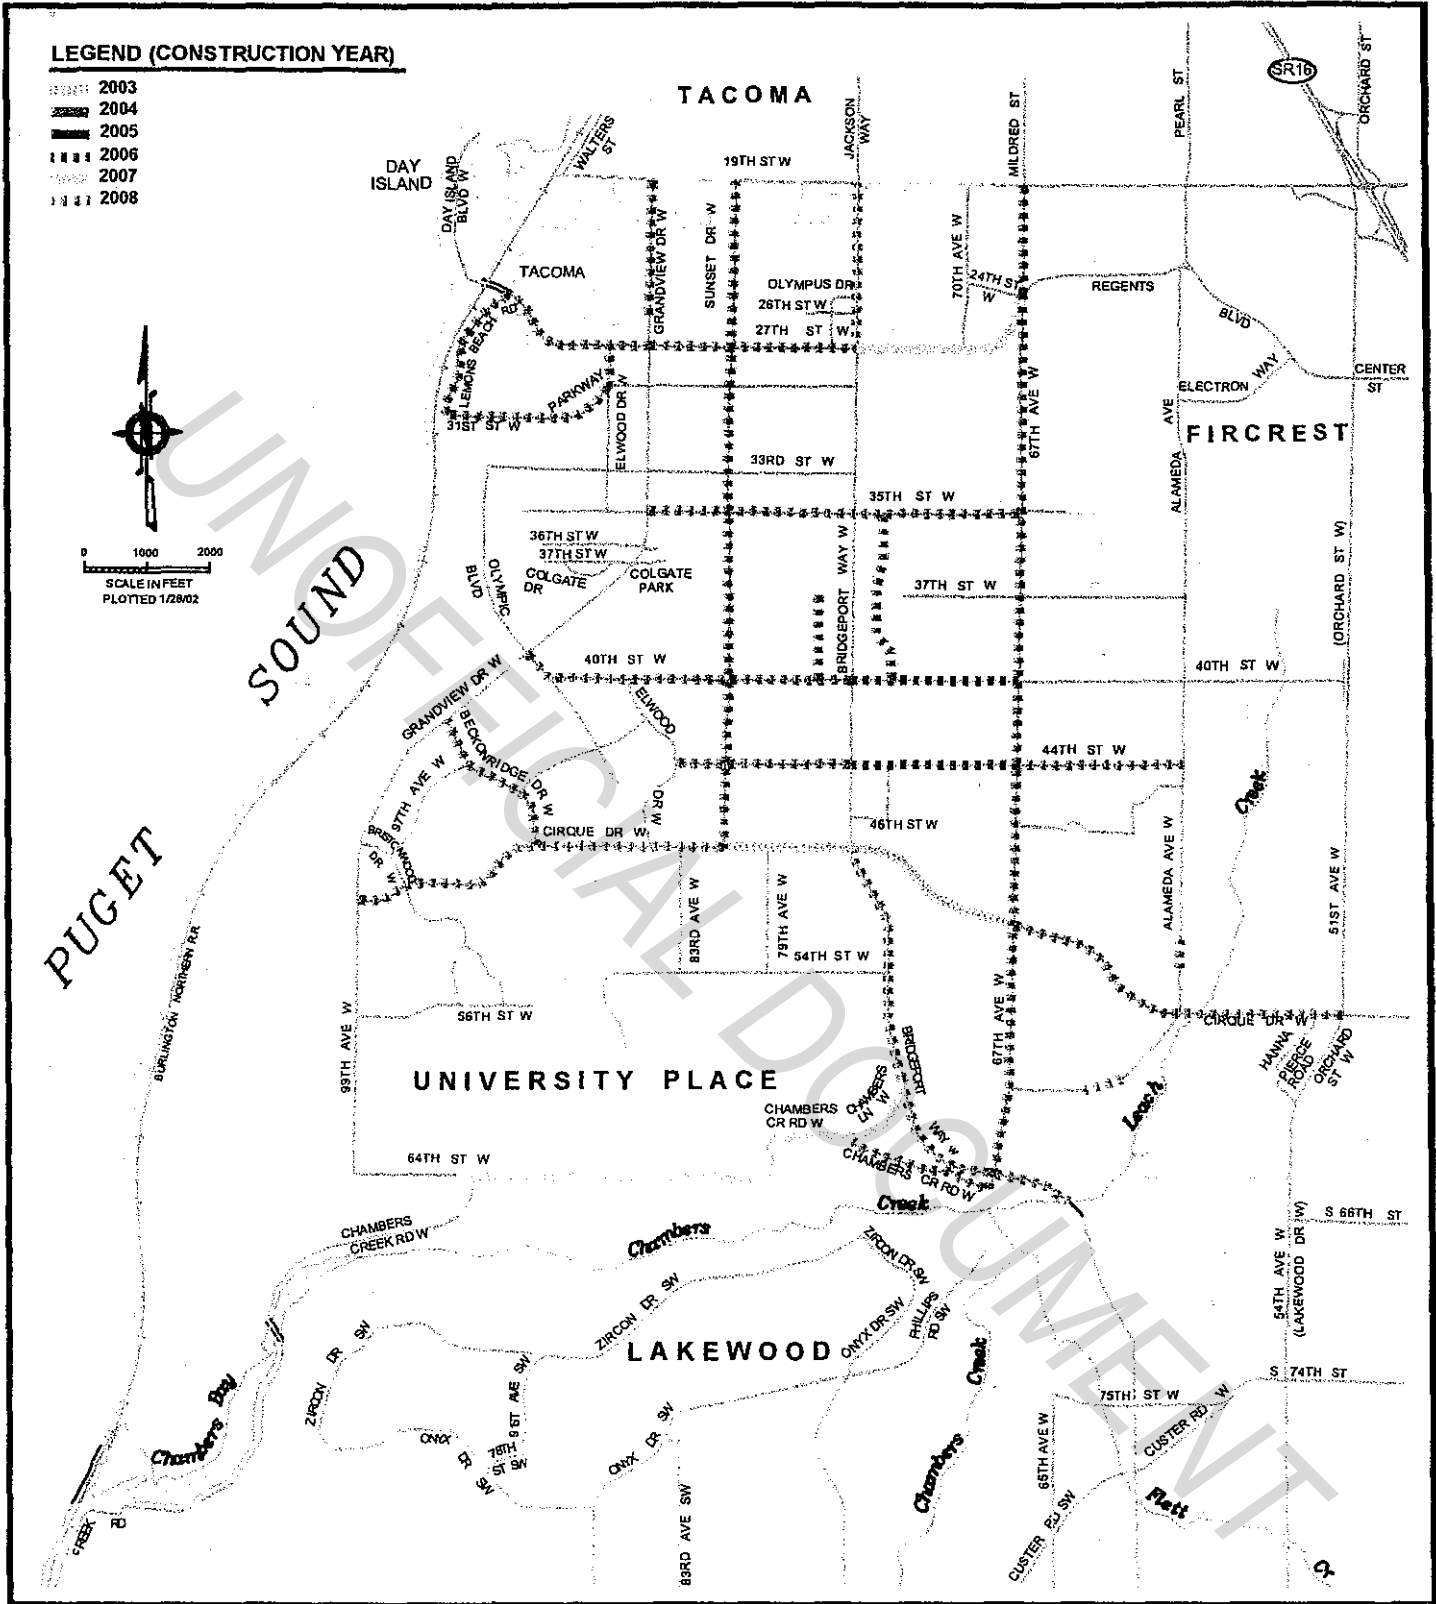 LEGEND (CONSTRUCTION YEAR)
2003
2004
2005
2006
2007
2008
TACOMA
SR16
ORCHARD ST
PEARL ST
MILDRED ST
JACKSON
WAY
WALTERS
ST
DAY
ISLAND
DAY ISLAND
BLVD W
19TH ST W
TACOMA
GRANDVIEW DR W
SUNSET DR W
OLYMPUS DR
26TH ST W
27TH ST W
70TH AVE W
24TH ST
W
REGENTS
BLVD
ELECTRON WAY
CENTER
ST
LEMONS BEACH RD
PARKWAY
31ST ST W
ELWOOD DR W
67TH AVE W
ALAMEDA AVE
FIRCREST
33RD ST W
35TH ST W
36TH ST W
37TH ST W
COLGATE
DR
COLGATE
PARK
OLYMPIC
BLVD
BRIDGEPORT WAY W
37TH ST W
(ORCHARD ST W)
0 1000 2000
SCALE IN FEET
PLOTTED 1/28/02
PUGET SOUND
40TH ST W
40TH ST W
GRANDVIEW DR W
ELWOOD
DR W
BECKONRIDGE DR W
97TH AVE W
44TH ST W
BRISTONWOOD
DR W
CIRQUE DR W
46TH ST W
Creek
ALAMEDA AVE W
51ST AVE W
83RD AVE W
79TH AVE W
54TH ST W
BURLINGTON NORTHERN R.R
99TH AVE W
56TH ST W
67TH AVE W
CIRQUE DR W
HANNA
PIERCE
ROAD
ORCHARD
ST W
UNIVERSITY PLACE
BRIDGEPORT
WAY W
CHAMBERS
LN W
CHAMBERS
CR RD W
CHAMBERS CR RD W
Leach
64TH ST W
Creek
Chambers
CHAMBERS
CREEK RD W
S 66TH ST
54TH AVE W
(LAKEWOOD DR W)
ZIRCON DR SW
ZIRCON DR SW
ONYX DR SW
PHILLIPS
RD SW
LAKEWOOD
Creek
Chambers
ZIRCON DR SW
91ST AVE SW
78TH
ST SW
ONYX DR SW
ONYX DR SW
83RD AVE SW
S 74TH ST
75TH ST W
CUSTER RD W
65TH AVE W
CUSTER RD SW
Flett
Cr
Chambers Bay
CREEK RD
UNOFFICIAL DOCUMENT